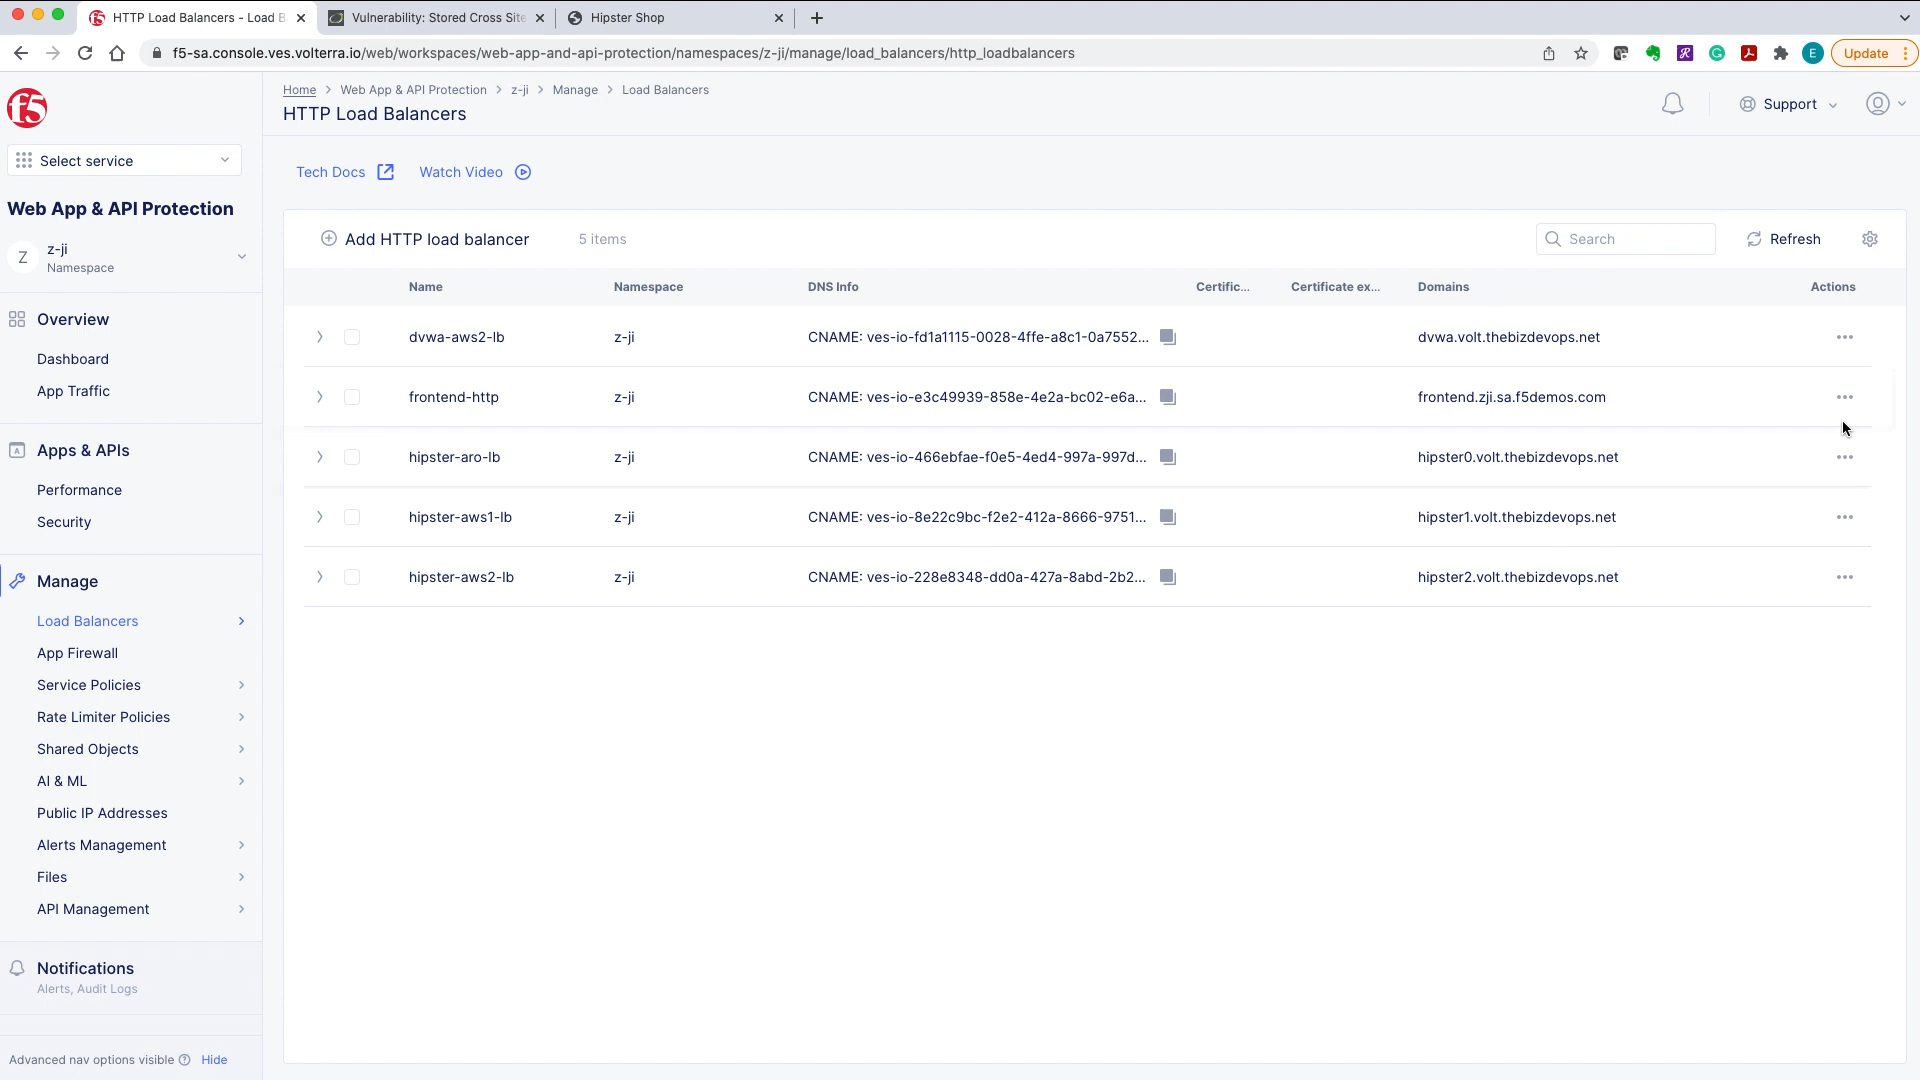 HTTP Load Balancers - Load B
Vulnerability: Stored Cross Site
Hipster Shop
f5-sa.console.ves.volterra.io/web/workspaces/web-app-and-api-protection/namespaces/z-ji/manage/load_balancers/http_loadbalancers
E
Update
f5
Home > Web App & API Protection > z-ji > Manage > Load Balancers
HTTP Load Balancers
Support
Select service
Tech Docs
Watch Video
Web App & API Protection
Z
z-ji
Namespace
Add HTTP load balancer
5 items
Search
Refresh
Name Namespace DNS Info Certific... Certificate ex... Domains Actions
dvwa-aws2-lb z-ji CNAME: ves-io-fd1a1115-0028-4ffe-a8c1-0a7552... dvwa.volt.thebizdevops.net
frontend-http z-ji CNAME: ves-io-e3c49939-858e-4e2a-bc02-e6a... frontend.zji.sa.f5demos.com
hipster-aro-lb z-ji CNAME: ves-io-466ebfae-f0e5-4ed4-997a-997d... hipster0.volt.thebizdevops.net
hipster-aws1-lb z-ji CNAME: ves-io-8e22c9bc-f2e2-412a-8666-9751... hipster1.volt.thebizdevops.net
hipster-aws2-lb z-ji CNAME: ves-io-228e8348-dd0a-427a-8abd-2b2... hipster2.volt.thebizdevops.net
Overview
Dashboard
App Traffic
Apps & APIs
Performance
Security
Manage
Load Balancers
App Firewall
Service Policies
Rate Limiter Policies
Shared Objects
AI & ML
Public IP Addresses
Alerts Management
Files
API Management
Notifications
Alerts, Audit Logs
Advanced nav options visible Hide